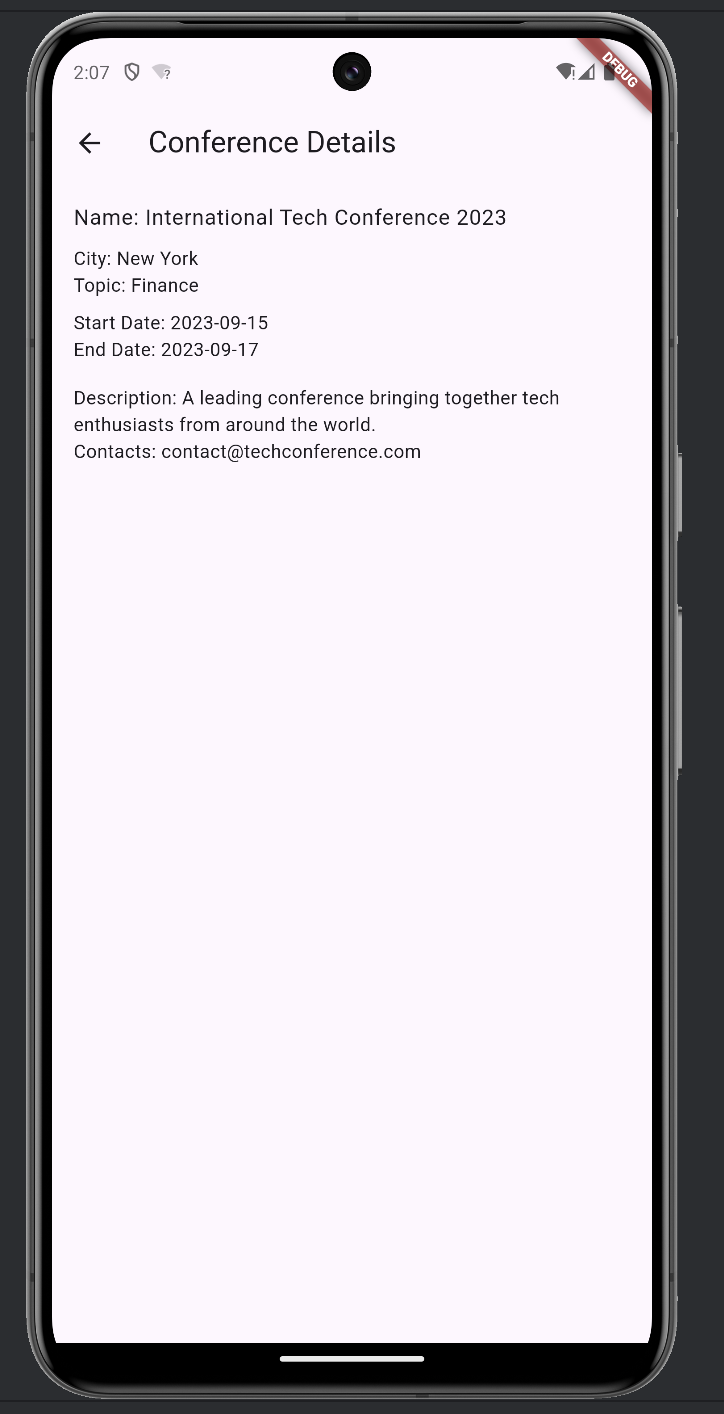 2:07
DEBUG
Conference Details
Name: International Tech Conference 2023
City: New York
Topic: Finance
Start Date: 2023-09-15
End Date: 2023-09-17
Description: A leading conference bringing together tech
enthusiasts from around the world.
Contacts: contact@techconference.com